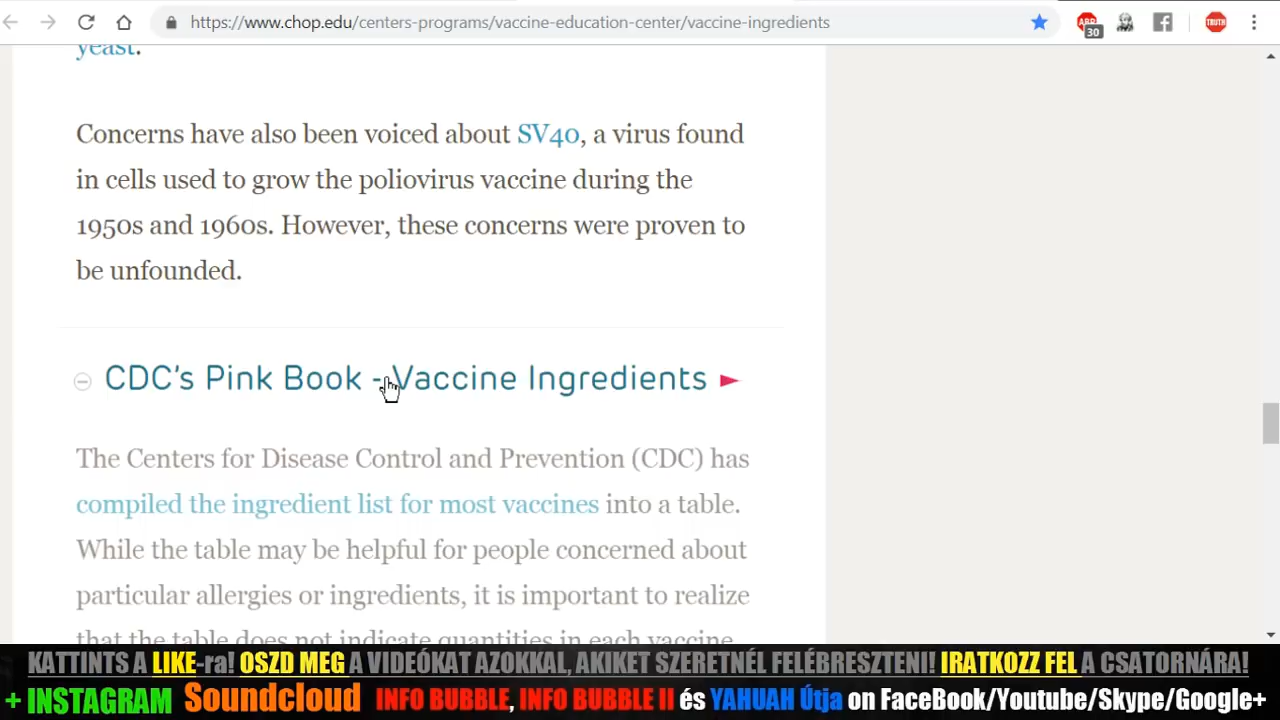 https://www.chop.edu/centers-programs/vaccine-education-center/vaccine-ingredients
ABP
30
TRUTH
yeast.
Concerns have also been voiced about SV40, a virus found
in cells used to grow the poliovirus vaccine during the
1950s and 1960s. However, these concerns were proven to
be unfounded.
CDC's Pink Book - Vaccine Ingredients
The Centers for Disease Control and Prevention (CDC) has
compiled the ingredient list for most vaccines into a table.
While the table may be helpful for people concerned about
particular allergies or ingredients, it is important to realize
that the table does not indicate quantities in each vaccine
KATTINTS A LIKE-ra! OSZD MEG A VIDEÓKAT AZOKKAL, AKIKET SZERETNÉL FELÉBRESZTENI! IRATKOZZ FEL A CSATORNÁRA!
+ INSTAGRAM Soundcloud INFO BUBBLE, INFO BUBBLE II és YAHUAH Útja on FaceBook/Youtube/Skype/Google+